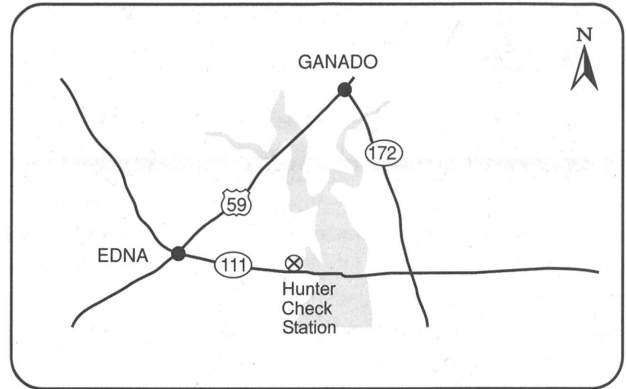 N
GANADO
172
59
EDNA
111
Hunter
Check
Station